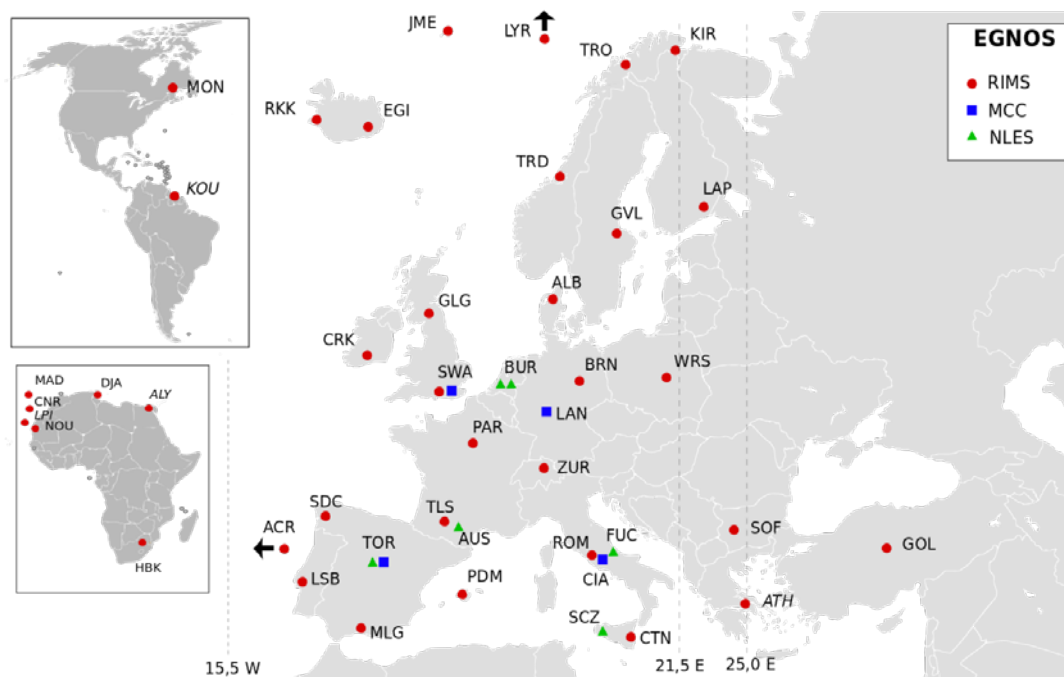 EGNOS
RIMS
MCC
NLES
JME
LYR
KIR
TRO
MON
RKK
EGI
TRD
KOU
LAP
GVL
ALB
GLG
CRK
SWA
BUR
BRN
WRS
MAD
DJA
ALY
CNR
LPI
NOU
LAN
PAR
ZUR
SDC
TLS
ACR
TOR
AUS
ROM
FUC
SOF
GOL
HBK
LSB
PDM
CIA
ATH
SCZ
MLG
CTN
15,5 W
21,5 E
25,0 E